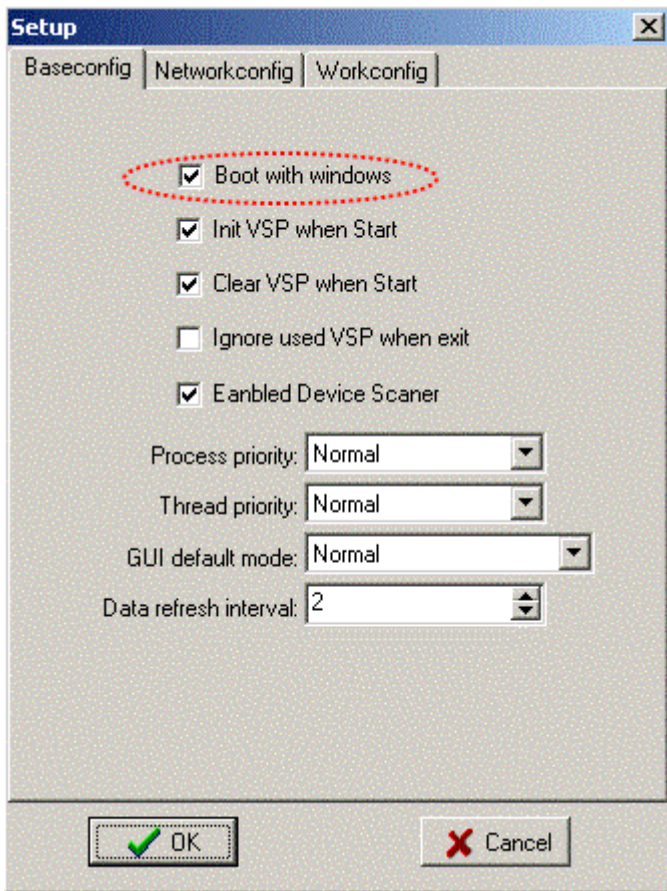 Setup
Baseconfig Networkconfig Workconfig
Boot with windows
Init VSP when Start
Clear VSP when Start
Ignore used VSP when exit
Eanbled Device Scaner
Process priority: Normal
Thread priority: Normal
GUI default mode: Normal
Data refresh interval: 2
OK Cancel